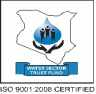 WATER SECTOR
TRUST FUND
ISO 9001:2008 CERTIFIED